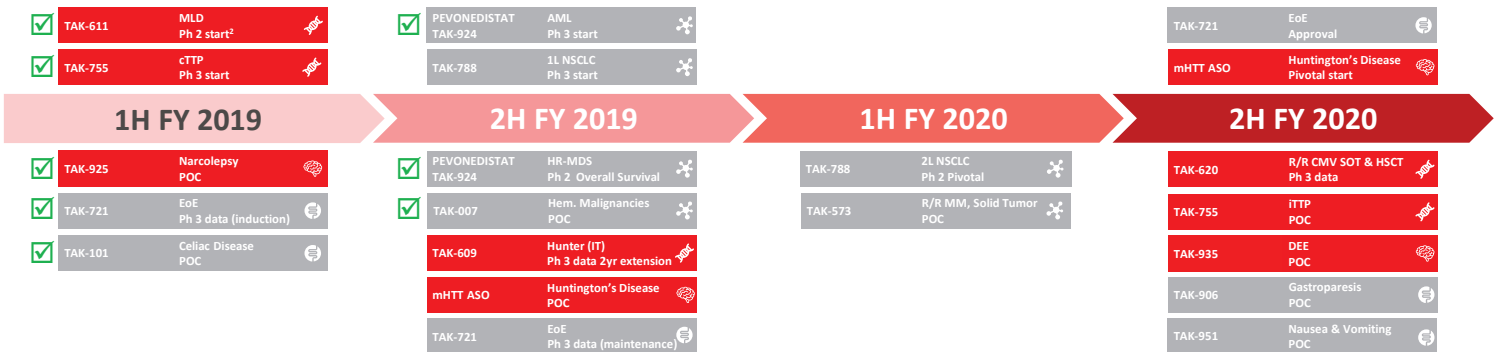 TAK-611
MLD
Ph 2 start²
TAK-755
cTTP
Ph 3 start
PEVONEDISTAT
TAK-924
AML
Ph 3 start
TAK-788
1L NSCLC
Ph 3 start
TAK-721
EoE
Approval
mHTT ASO
Huntington's Disease
Pivotal start
1H FY 2019
2H FY 2019
1H FY 2020
2H FY 2020
TAK-925
Narcolepsy
POC
TAK-721
EoE
Ph 3 data (induction)
TAK-101
Celiac Disease
POC
PEVONEDISTAT
TAK-924
HR-MDS
Ph 2 Overall Survival
TAK-007
Hem. Malignancies
POC
TAK-609
Hunter (IT)
Ph 3 data 2yr extension
mHTT ASO
Huntington's Disease
POC
TAK-721
EoE
Ph 3 data (maintenance)
TAK-788
2L NSCLC
Ph 2 Pivotal
TAK-573
R/R MM, Solid Tumor
POC
TAK-620
R/R CMV SOT & HSCT
Ph 3 data
TAK-755
iTTP
POC
TAK-935
DEE
POC
TAK-906
Gastroparesis
POC
TAK-951
Nausea & Vomiting
POC